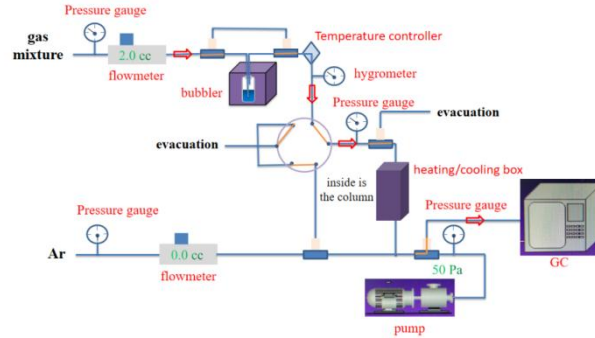 Pressure gauge
gas
mixture
2.0 cc
flowmeter
bubbler
Temperature controller
hygrometer
Pressure gauge
evacuation
evacuation
inside is
the column
heating/cooling box
Pressure gauge
Pressure gauge
Ar
0.0 cc
flowmeter
50 Pa
GC
pump